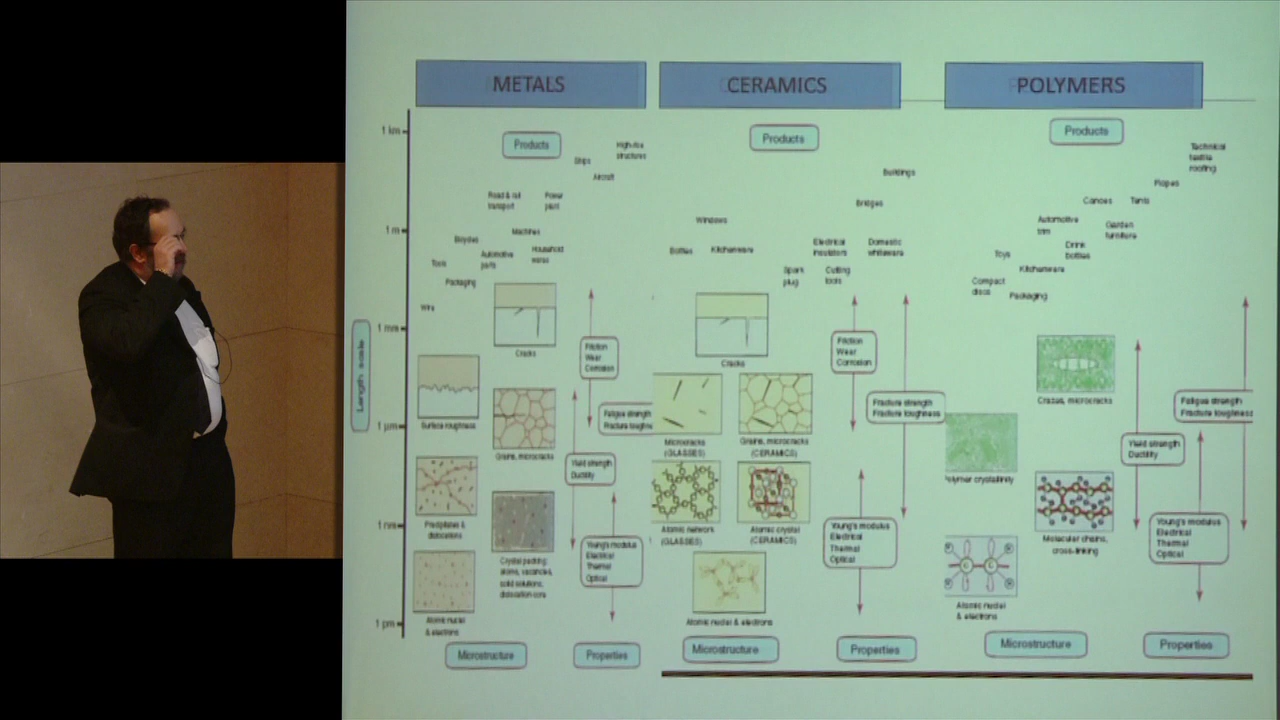 METALS
CERAMICS
POLYMERS
1 km
1 m
1 mm
1 µm
1 nm
1 pm
Length scale
Products
High-rise
structures
Ships
Aircraft
Road & rail
transport
Power
plant
Machines
Bicycles
Household
wares
Automotive
parts
Tools
Packaging
Wire
Cracks
Friction
Wear
Corrosion
Surface roughness
Fatigue strength
Fracture toughness
Grains, microcracks
Yield strength
Ductility
Precipitates &
dislocations
Young's modulus
Electrical
Thermal
Optical
Crystal packing:
atoms, vacancies,
solid solutions,
dislocation core
Atomic nuclei
& electrons
Microstructure
Properties
Products
Buildings
Bridges
Windows
Bottles
Kitchenware
Electrical
insulators
Domestic
whiteware
Spark
plug
Cutting
tools
Cracks
Friction
Wear
Corrosion
Fracture strength
Fracture toughness
Microcracks
(GLASSES)
Grains, microcracks
(CERAMICS)
Atomic network
(GLASSES)
Atomic crystal
(CERAMICS)
Young's modulus
Electrical
Thermal
Optical
Atomic nuclei & electrons
Microstructure
Properties
Products
Technical
textile
roofing
Ropes
Canoes
Tents
Automotive
trim
Garden
furniture
Drink
bottles
Toys
Kitchenware
Compact
discs
Packaging
Crazes, microcracks
Fatigue strength
Fracture toughness
Yield strength
Ductility
olymer crystallinity
Molecular chains,
cross-linking
Young's modulus
Electrical
Thermal
Optical
Atomic nuclei
& electrons
Microstructure
Properties